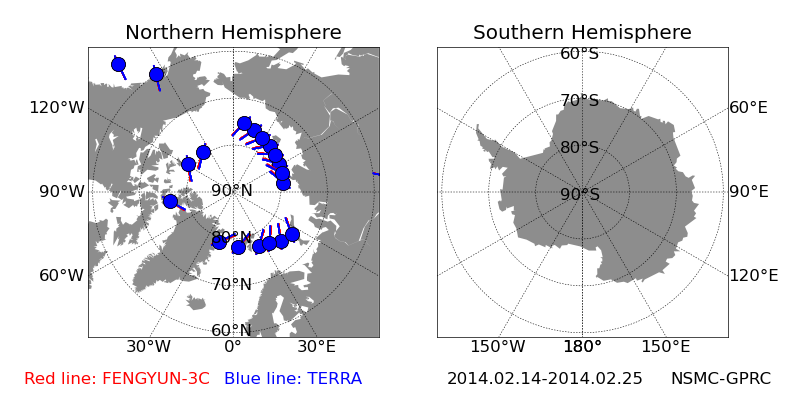 Northern Hemisphere
Southern Hemisphere
120°W
90°W
60°W
90°N
80°N
70°N
60°N
30°W
0°
30°E
60°S
70°S
80°S
90°S
60°E
90°E
120°E
150°W
180°
150°E
Red line: FENGYUN-3C
Blue line: TERRA
2014.02.14-2014.02.25
NSMC-GPRC